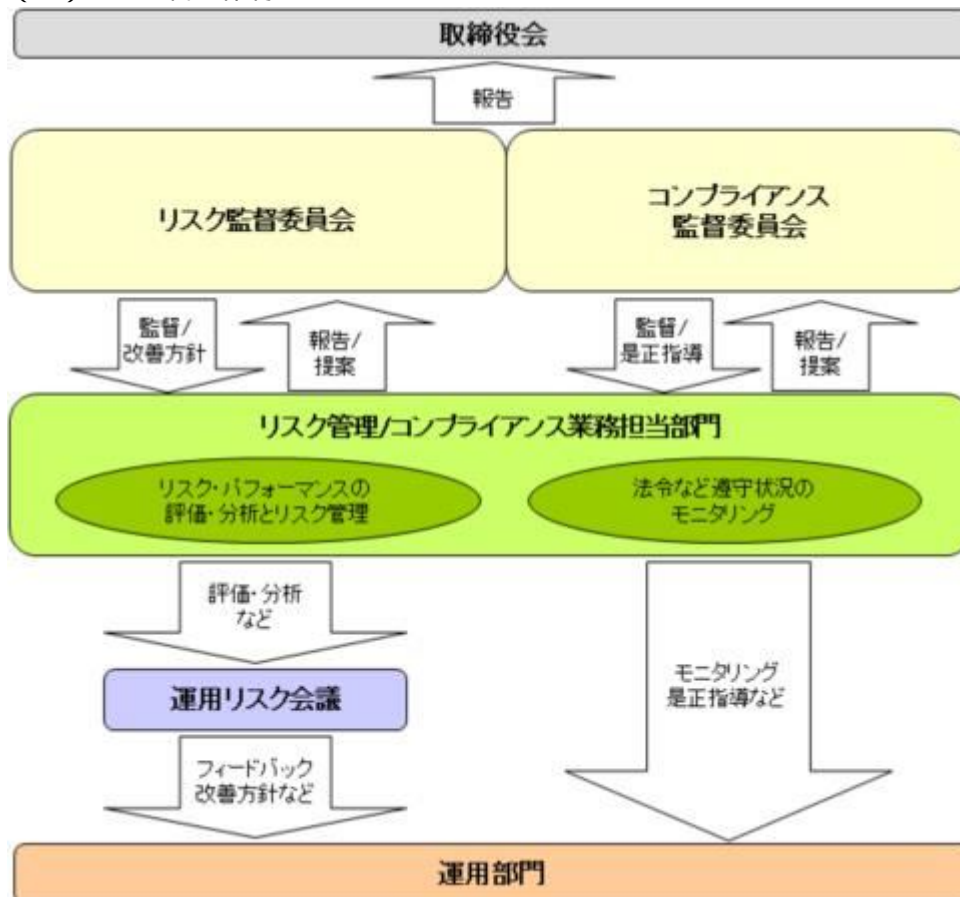 取締役会
報告
リスク監督委員会
コンプライアンス
監督委員会
監督/
改善方針
報告/
提案
監督/
是正指導
報告/
提案
リスク管理/コンプライアンス業務担当部門
リスク・パフォーマンスの
評価・分析とリスク管理
法令など遵守状況の
モニタリング
評価・分析
など
運用リスク会議
モニタリング
是正指導など
フィードバック
改善方針など
運用部門